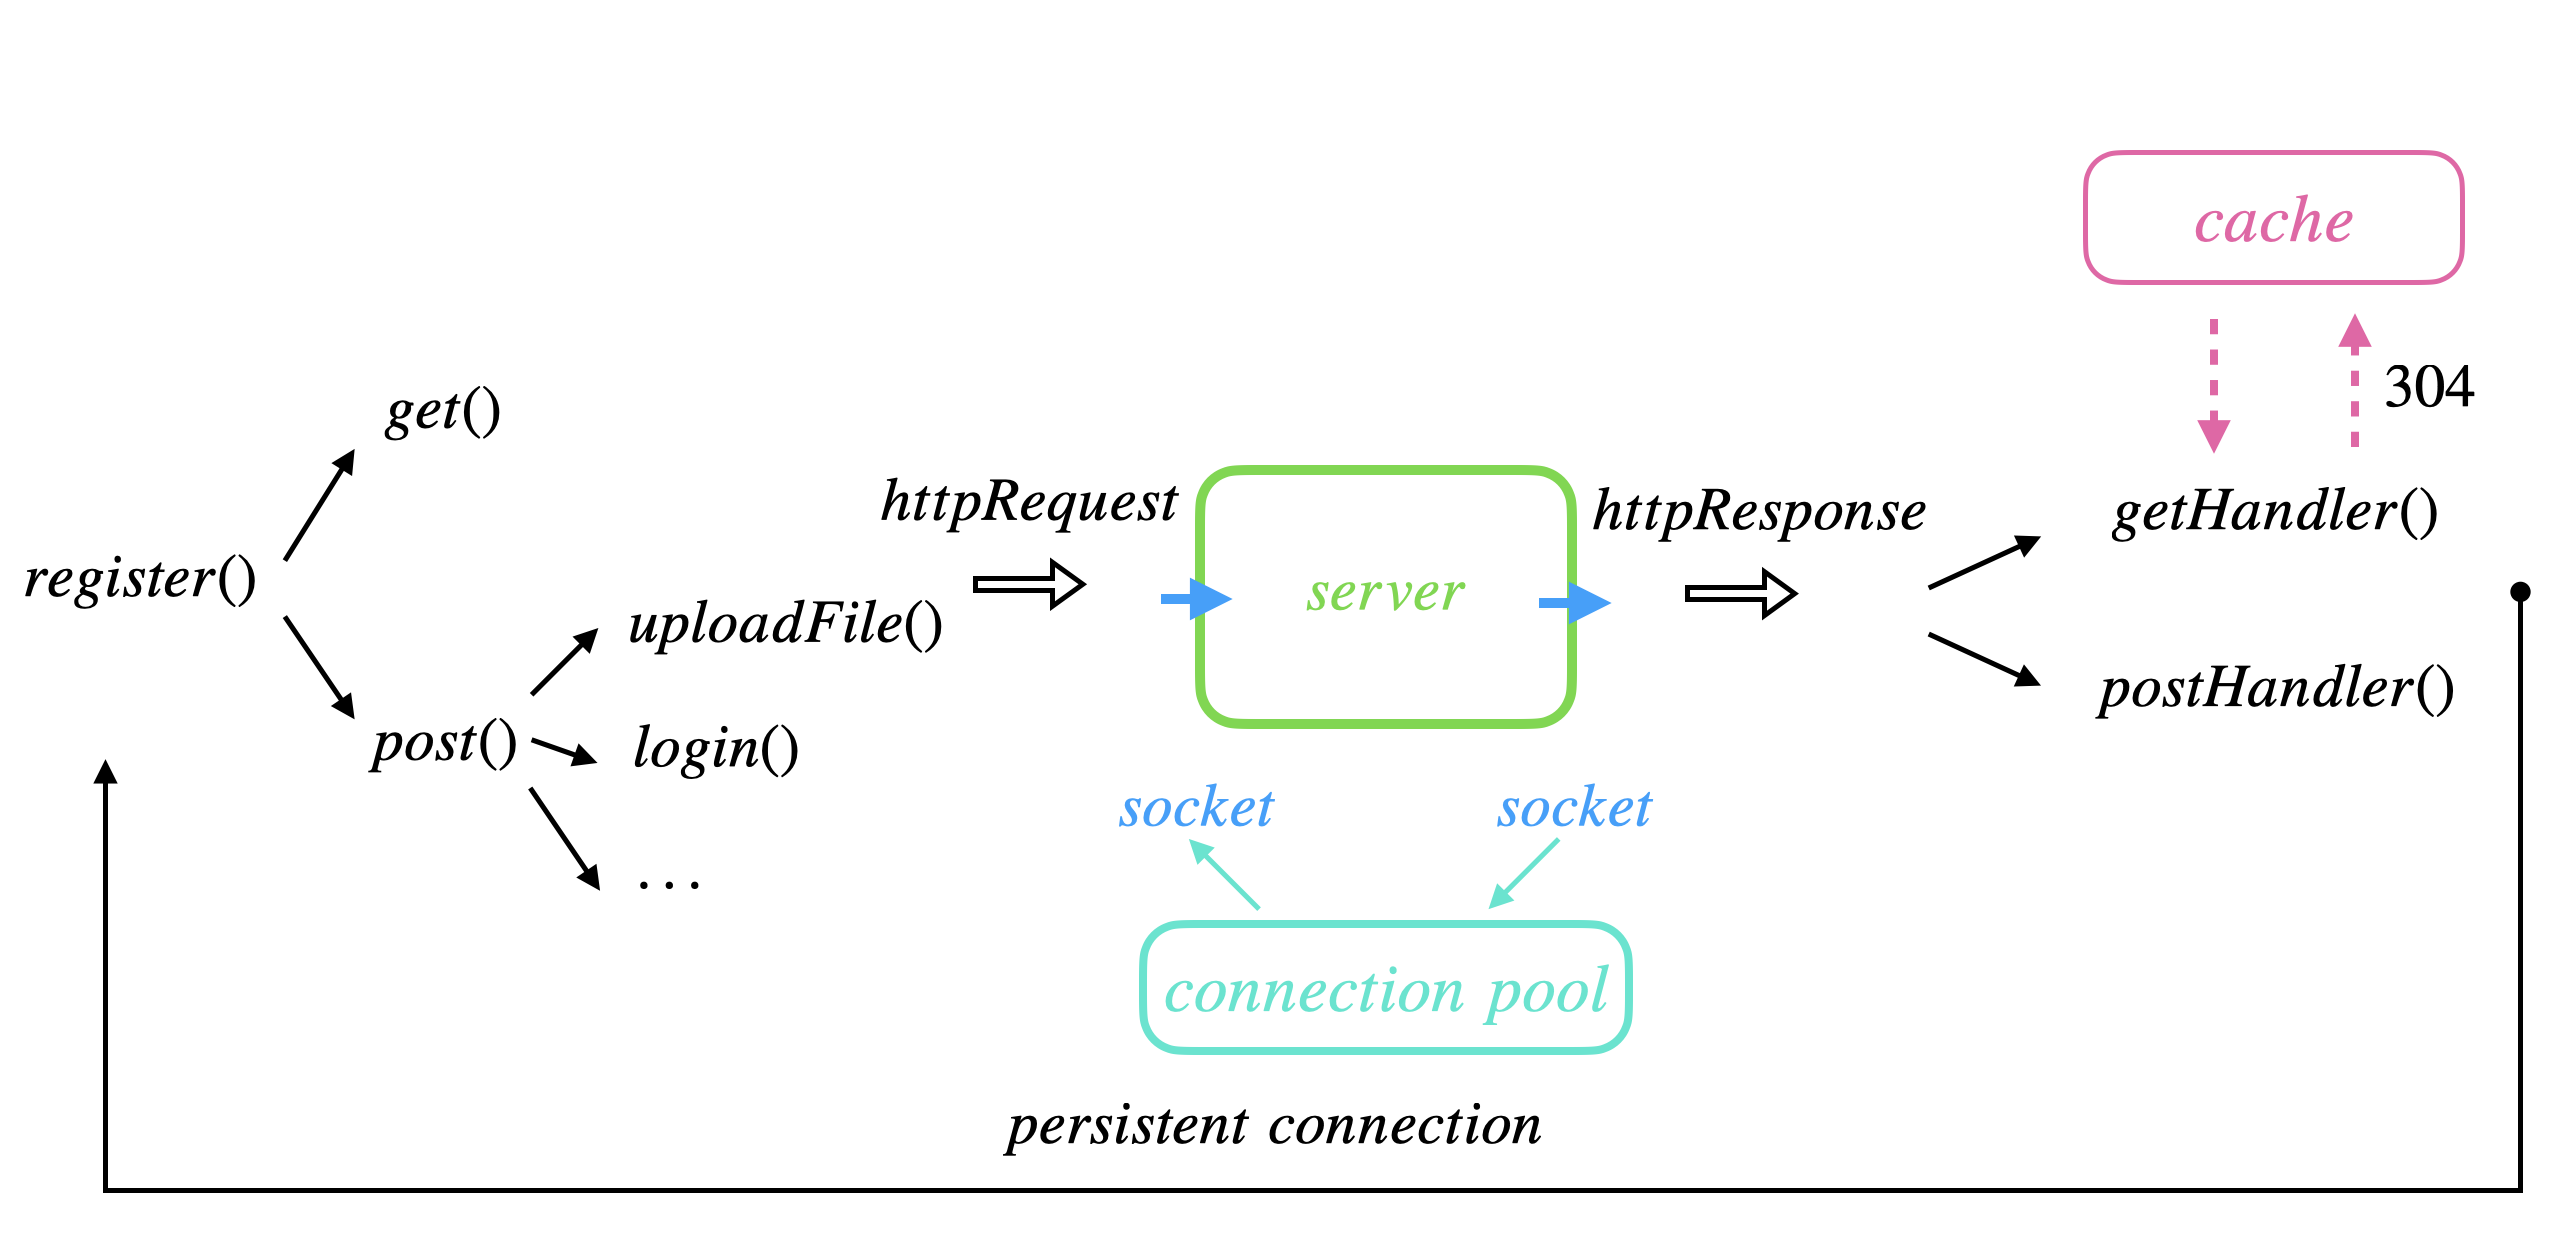 cache
304
get()
httpRequest
httpResponse
getHandler()
register()
server
uploadFile()
postHandler()
post()
login()
socket
socket
...
connection pool
persistent connection